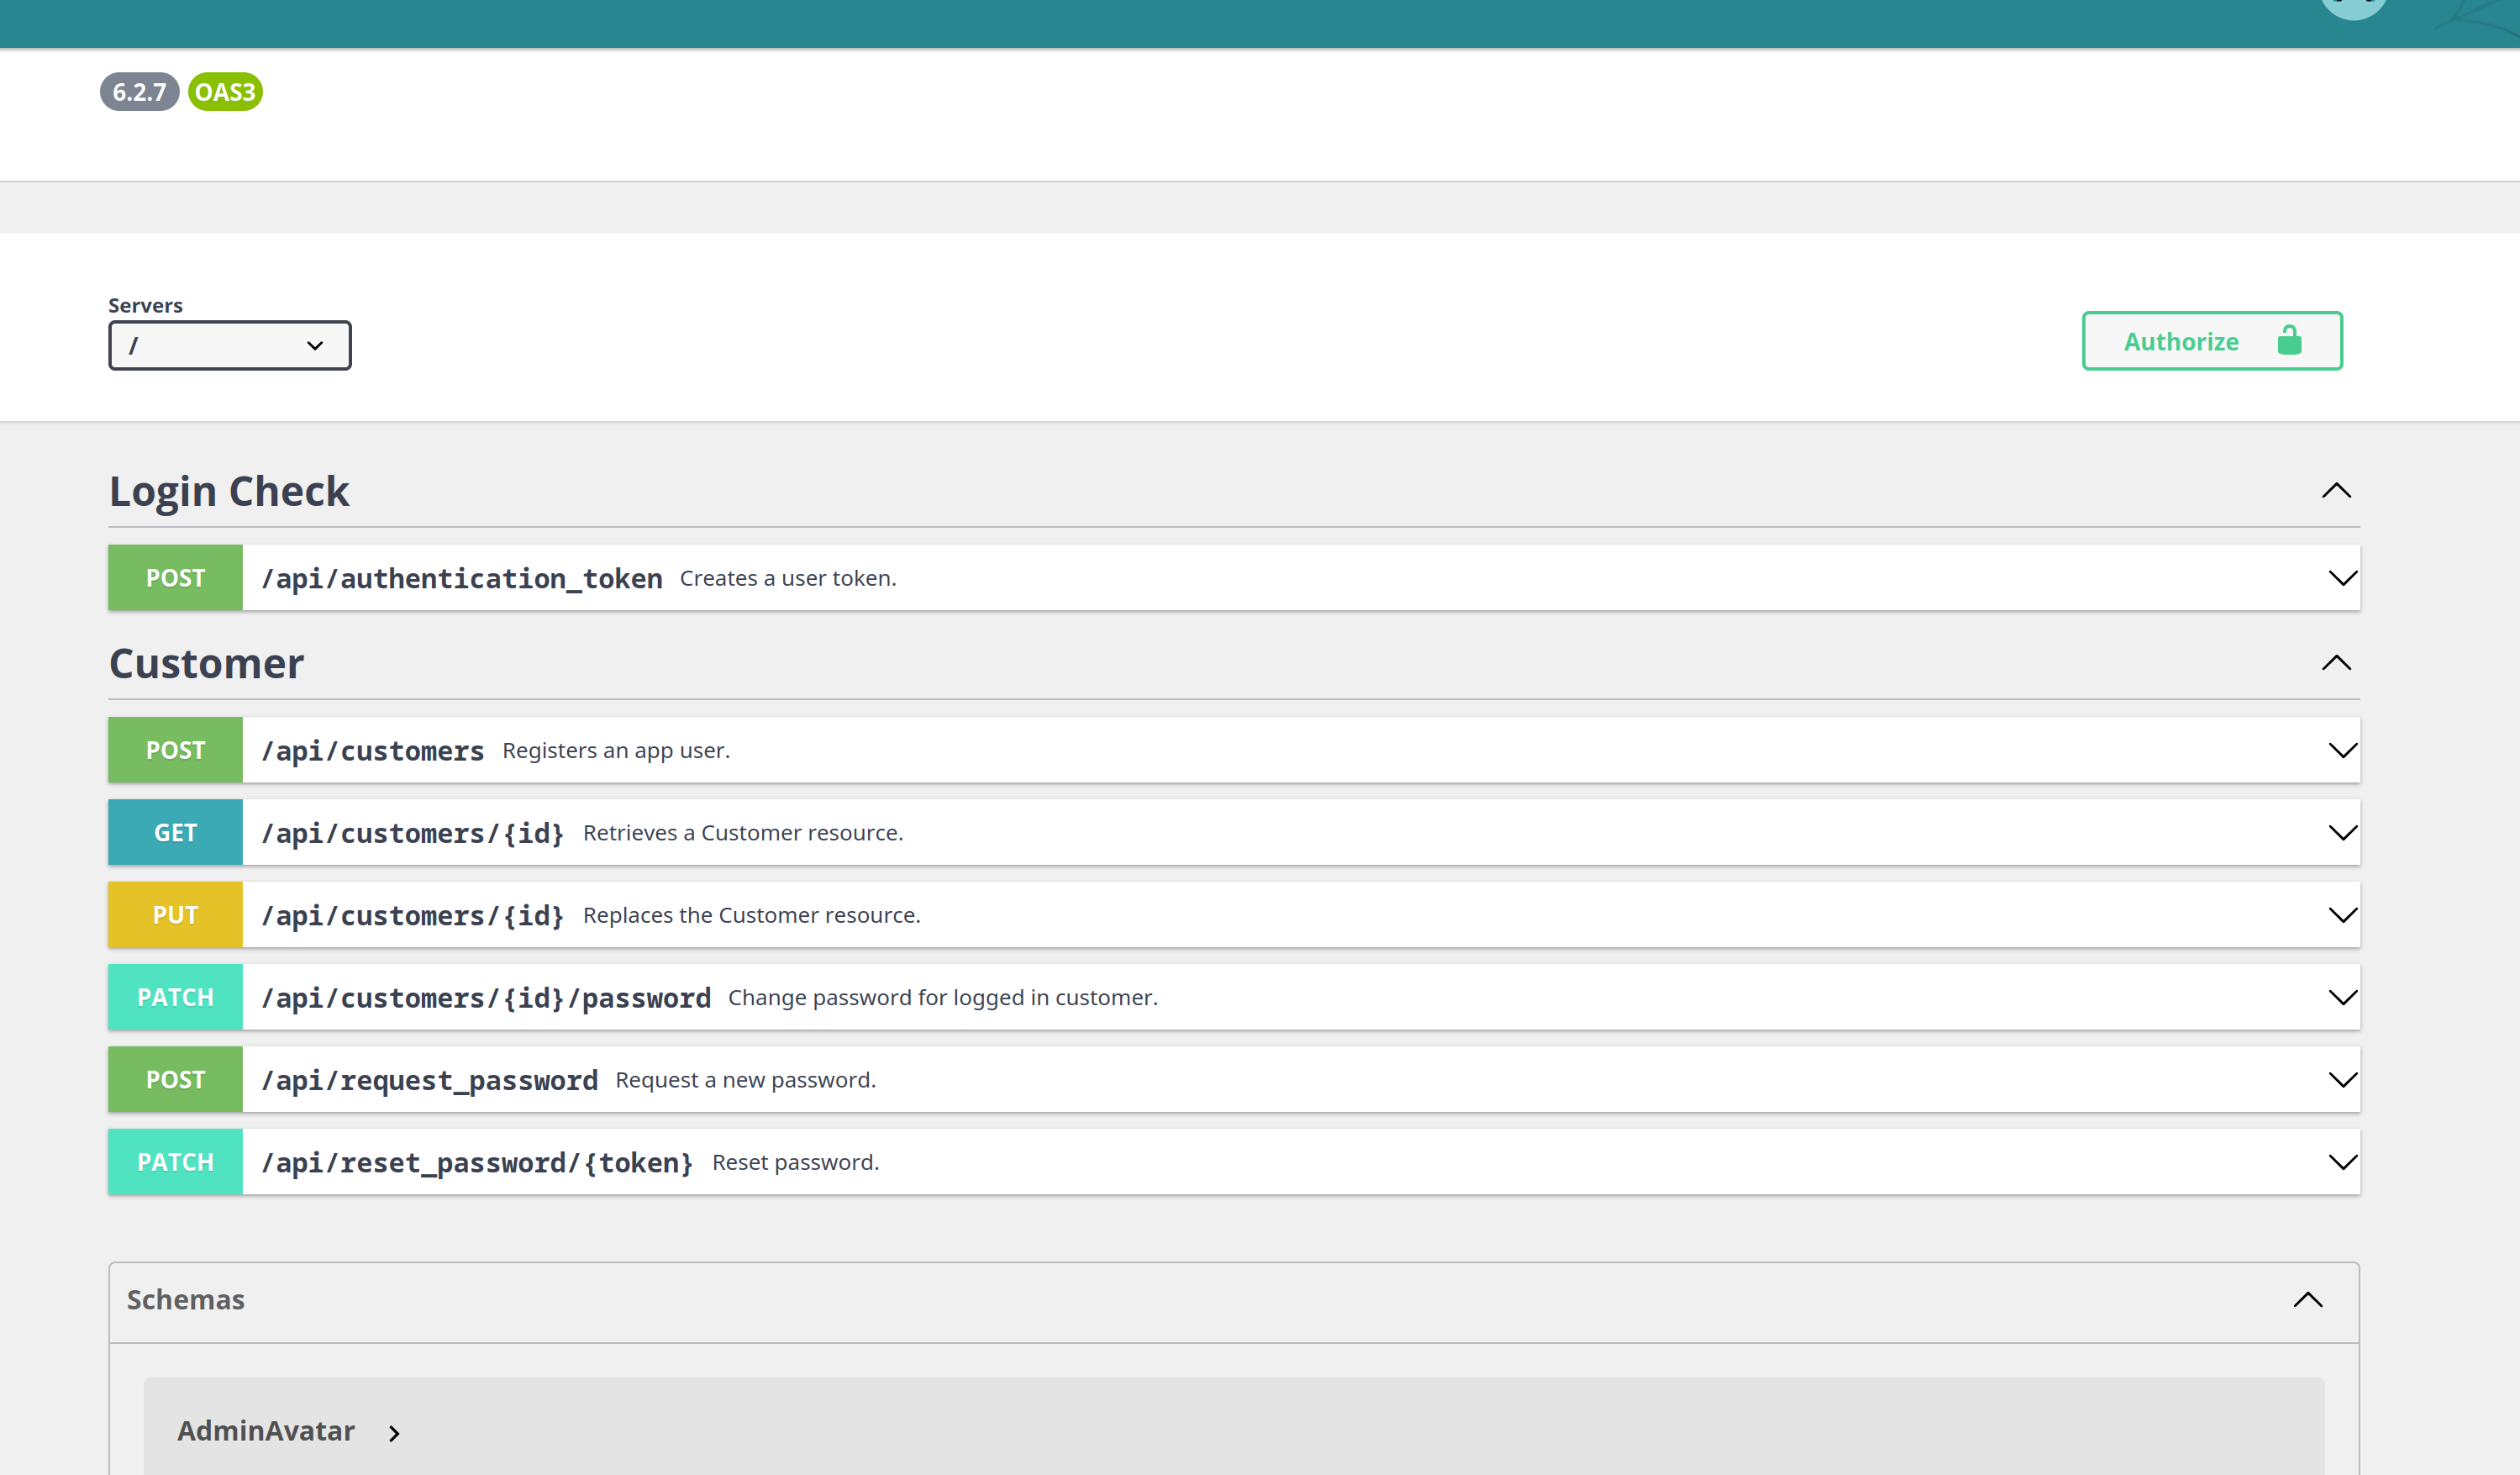 6.2.7 OAS3
Servers
/
Authorize
Login Check
POST /api/authentication_token Creates a user token.
Customer
POST /api/customers Registers an app user.
GET /api/customers/{id} Retrieves a Customer resource.
PUT /api/customers/{id} Replaces the Customer resource.
PATCH /api/customers/{id}/password Change password for logged in customer.
POST /api/request_password Request a new password.
PATCH /api/reset_password/{token} Reset password.
Schemas
AdminAvatar